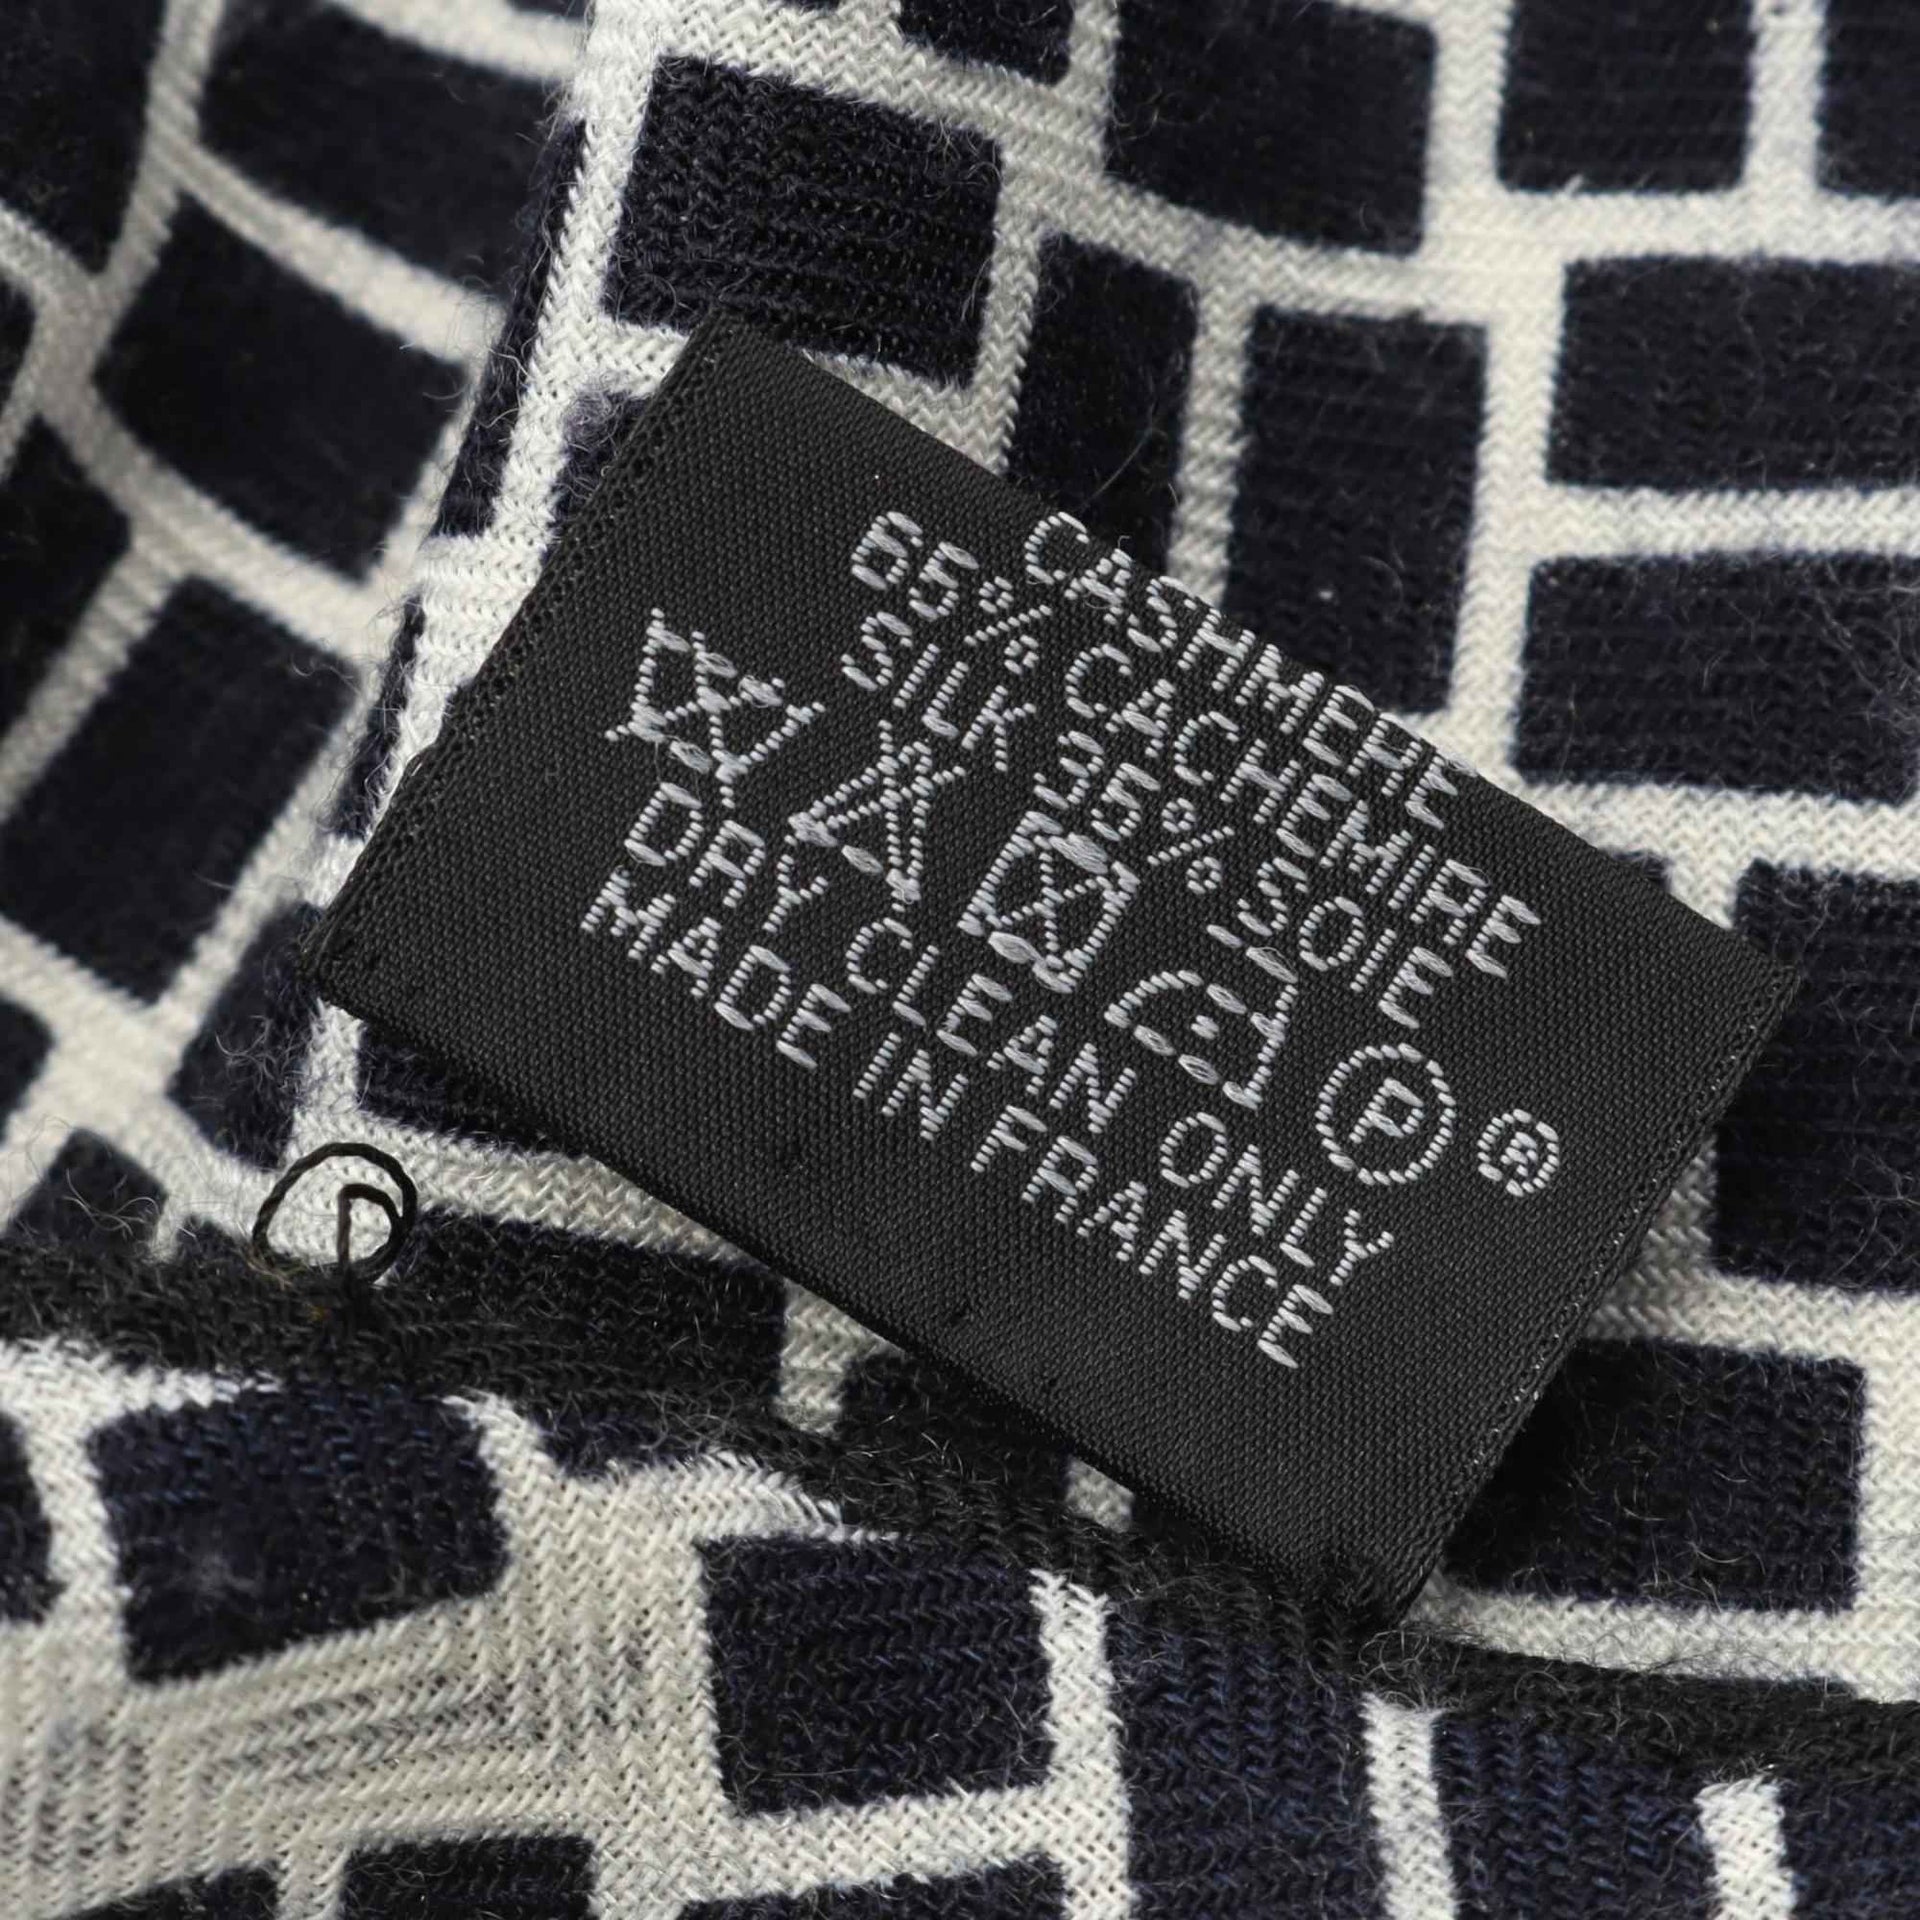 CASHMERE
65% CACHEMIRE
SILK 35% SOIE
P ®
DRY CLEAN ONLY
MADE IN FRANCE